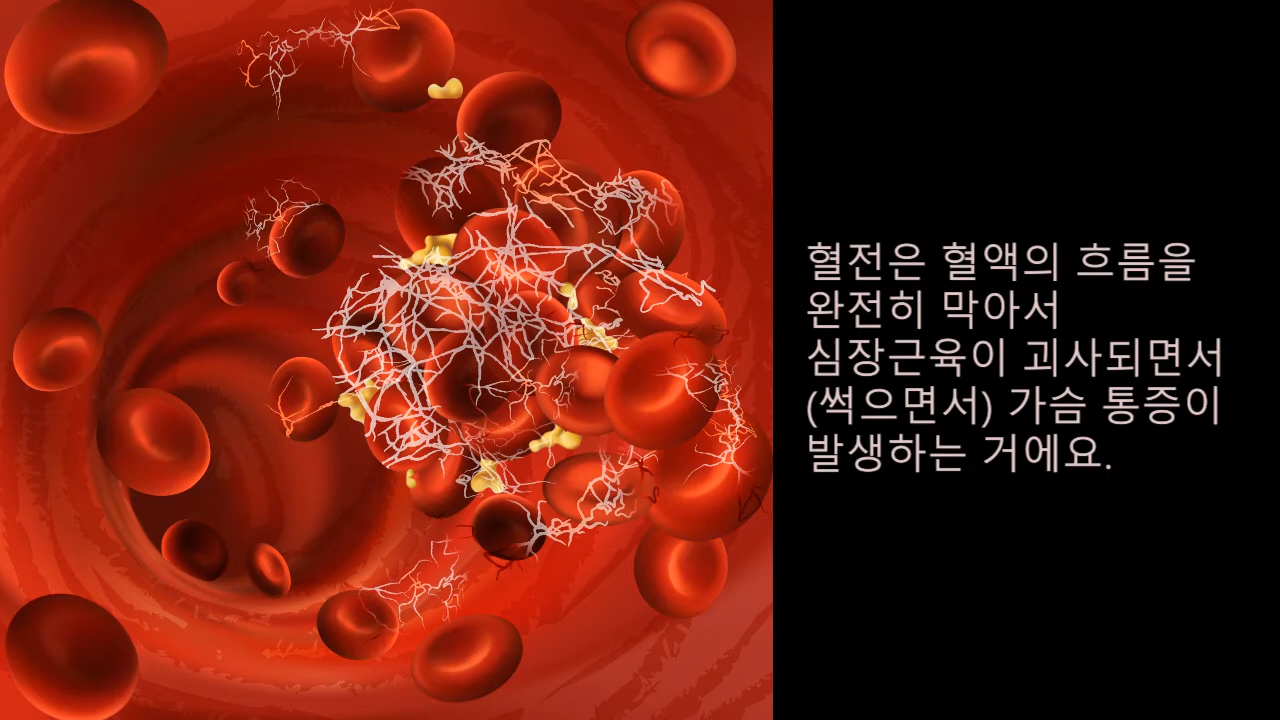 혈전은 혈액의 흐름을
완전히 막아서
심장근육이 괴사되면서
(썩으면서) 가슴 통증이
발생하는 거에요.